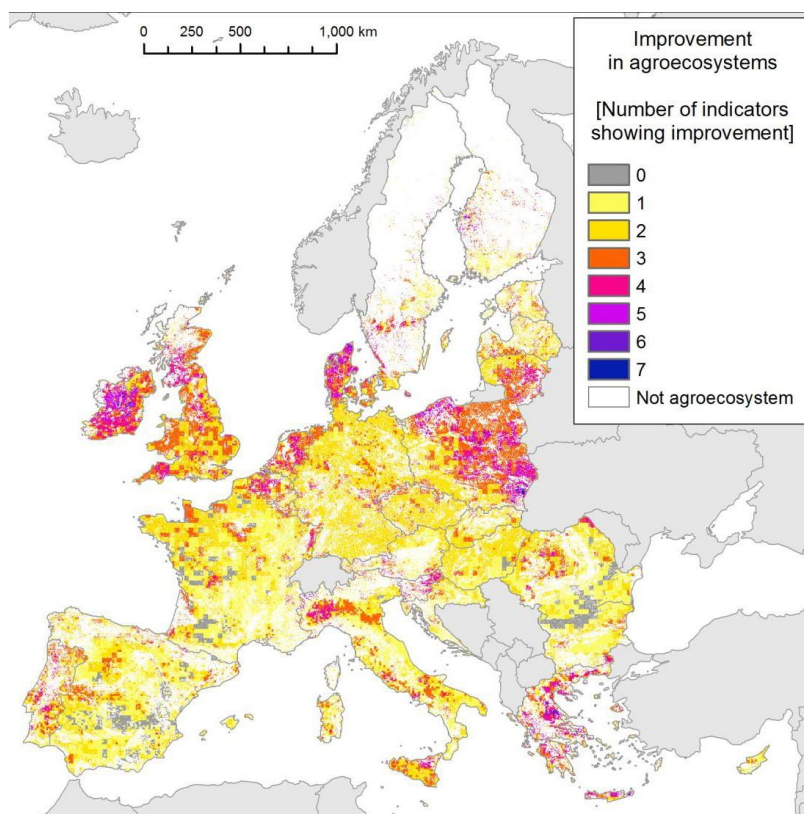 0 250 500 1,000 km
Improvement
in agroecosystems
[Number of indicators
showing improvement]
0
1
2
3
4
5
6
7
Not agroecosystem